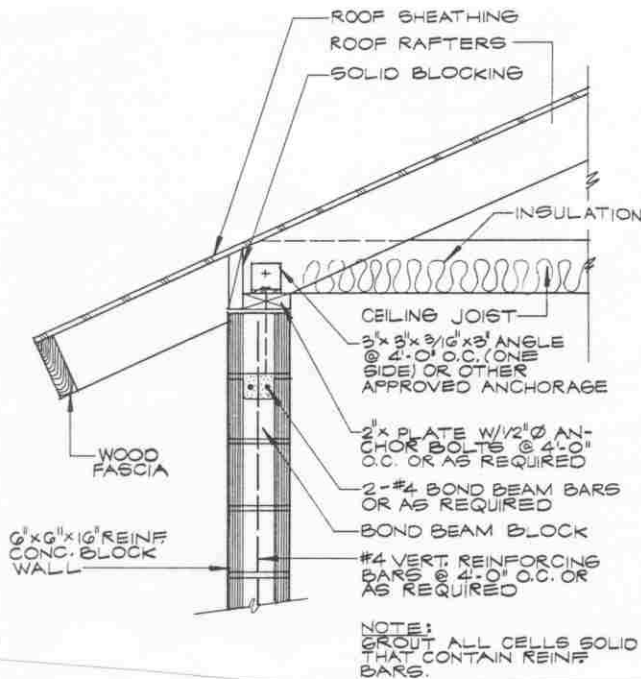 ROOF SHEATHING
ROOF RAFTERS
SOLID BLOCKING
INSULATION
CEILING JOIST
3"x 3"x 3/16"x 3" ANGLE
@ 4'-0" O.C. (ONE
SIDE) OR OTHER
APPROVED ANCHORAGE
2"x PLATE W/1/2"Ø AN-
CHOR BOLTS @ 4'-0"
O.C. OR AS REQUIRED
WOOD
FASCIA
2-#4 BOND BEAM BARS
OR AS REQUIRED
BOND BEAM BLOCK
6"x 6"x 16" REINF.
CONC. BLOCK
WALL
#4 VERT. REINFORCING
BARS @ 4'-0" O.C. OR
AS REQUIRED
NOTE:
GROUT ALL CELLS SOLID
THAT CONTAIN REINF.
BARS.